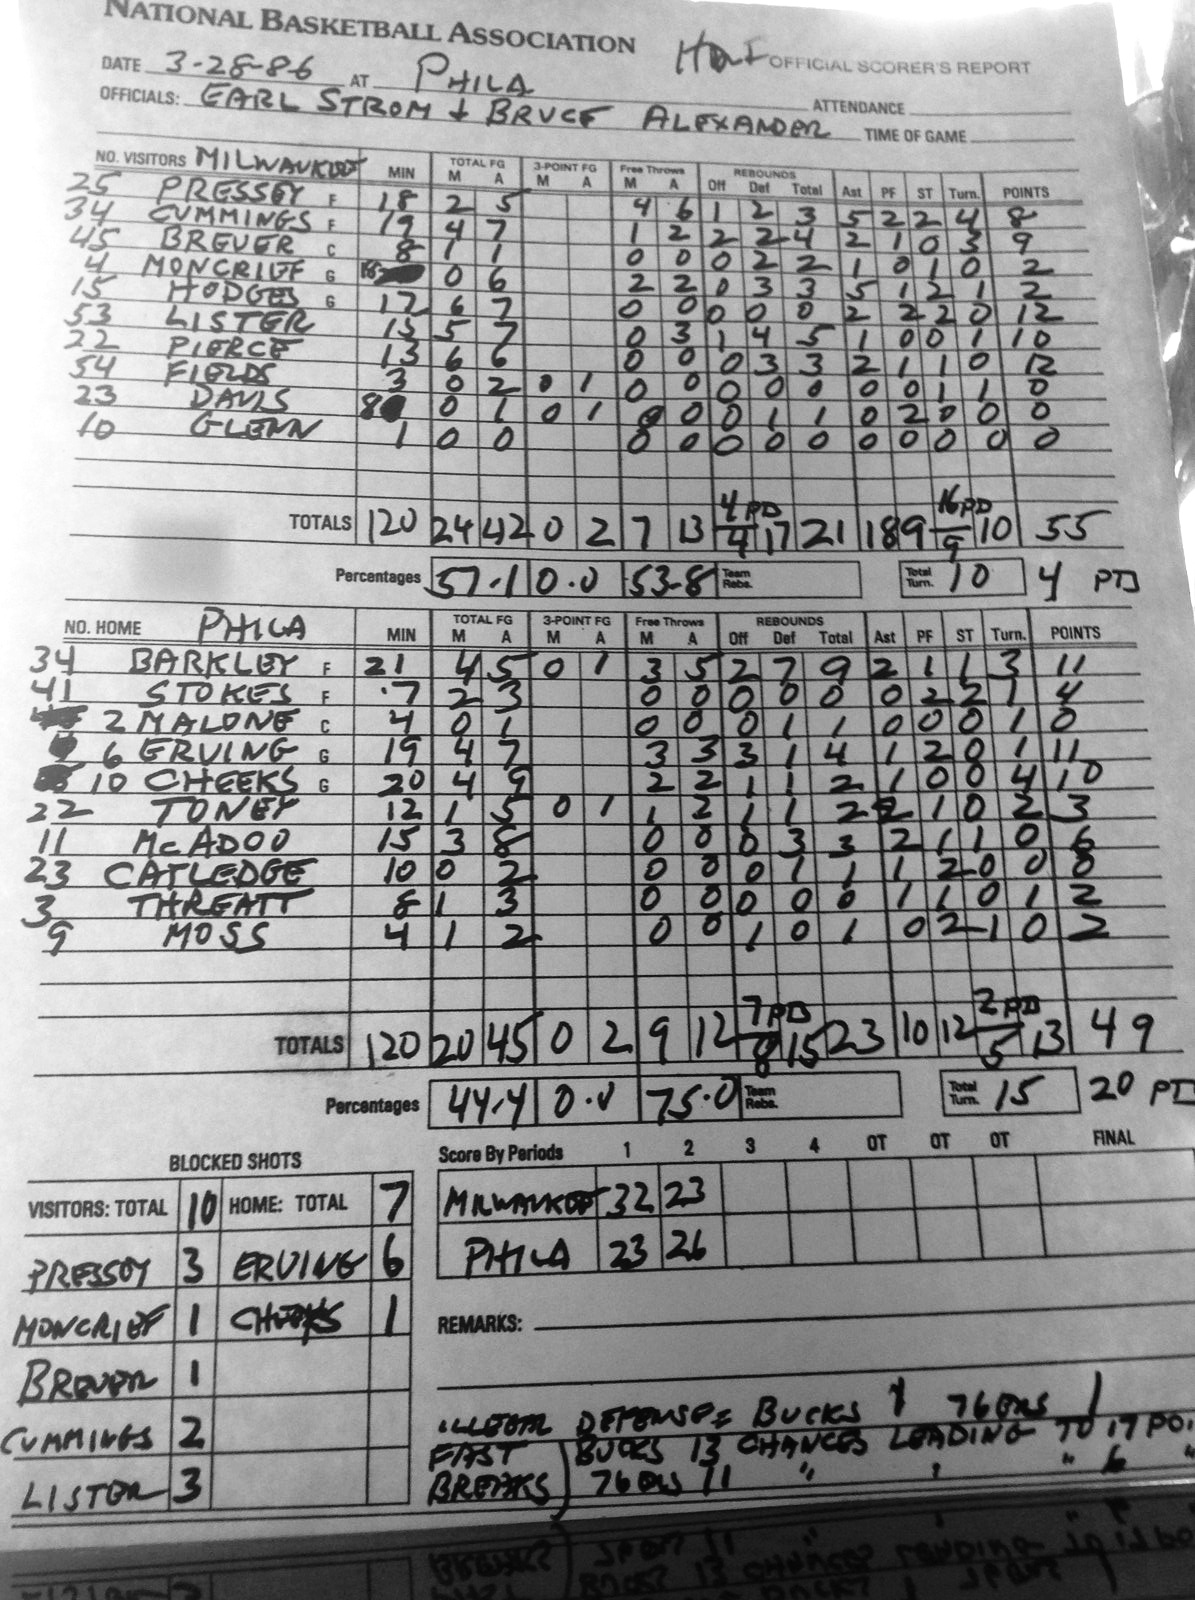 NATIONAL BASKETBALL ASSOCIATION
OFFICIAL SCORER'S REPORT
DATE 3-28-86 AT PHILA ATTENDANCE
OFFICIALS: EARL STROM + BRUCE ALEXANDER TIME OF GAME
NO. VISITORS MILWAUKEE MIN TOTAL FG M A 3-POINT FG M A Free Throws M A REBOUNDS Off Def Total Ast PF ST Turn. POINTS
25 PRESSEY F 18 2 5 4 6 1 2 3 5 2 2 4 8
34 CUMMINGS F 19 4 7 1 2 2 2 4 2 1 0 3 9
45 BREUER C 8 1 1 0 0 0 2 2 1 0 1 0 2
4 MONCRIEF G 18 0 6 2 2 0 3 3 5 1 2 1 2
15 HODGES G 17 6 7 0 0 0 0 0 2 2 2 0 12
53 LISTER 15 5 7 0 3 1 4 5 1 0 0 1 10
22 PIERCE 13 6 6 0 0 0 3 3 2 1 1 0 12
54 FIELDS 3 0 2 0 1 0 0 0 0 0 0 0 1 1 0
23 DAVIS 8 0 1 0 1 0 0 0 1 1 0 2 0 0 0
10 GLENN 1 0 0 0 0 0 0 0 0 0 0 0 0
TOTALS 120 24 42 0 2 7 13 4 PD 4 17 21 18 9 16 PD 9 10 55
Percentages 57.1 0.0 53.8 Team Rebs. Total Turn. 10 4 PTS
NO. HOME PHILA MIN TOTAL FG M A 3-POINT FG M A Free Throws M A REBOUNDS Off Def Total Ast PF ST Turn. POINTS
34 BARKLEY F 21 4 5 0 1 3 5 2 7 9 2 1 1 3 11
41 STOKES F 7 2 3 0 0 0 0 0 0 2 2 1 4
2 MALONE C 4 0 1 0 0 0 1 1 0 0 0 1 0
6 ERVING G 19 4 7 3 3 3 1 4 1 2 0 1 11
10 CHEEKS G 20 4 9 2 2 1 1 2 1 0 0 4 10
22 TONEY 12 1 5 0 1 1 2 1 1 2 2 1 0 2 3
11 MCADOO 15 3 8 0 0 0 3 3 2 1 1 0 6
23 CATLEDGE 10 0 2 0 0 0 1 1 1 2 0 0 0
3 THREATT 8 1 3 0 0 0 0 0 1 1 0 1 2
9 MOSS 4 1 2 0 0 1 0 1 0 2 1 0 2
TOTALS 120 20 45 0 2 9 12 7 PD 8 15 23 10 12 2 PD 5 13 49
Percentages 44.4 0.0 75.0 Team Rebs. Total Turn. 15 20 PTS
BLOCKED SHOTS
VISITORS: TOTAL 10 HOME: TOTAL 7
PRESSEY 3 ERVING 6
MONCRIEF 1 CHEEKS 1
BREUER 1
CUMMINGS 2
LISTER 3
Score By Periods 1 2 3 4 OT OT OT FINAL
MILWAUKEE 32 23
PHILA 23 26
REMARKS:
ILLEGAL DEFENSE: BUCKS 1 76ERS 1
FAST BREAKS) BUCKS 13 CHANCES LEADING TO 17 POI
76ERS 11 " " " 6 "